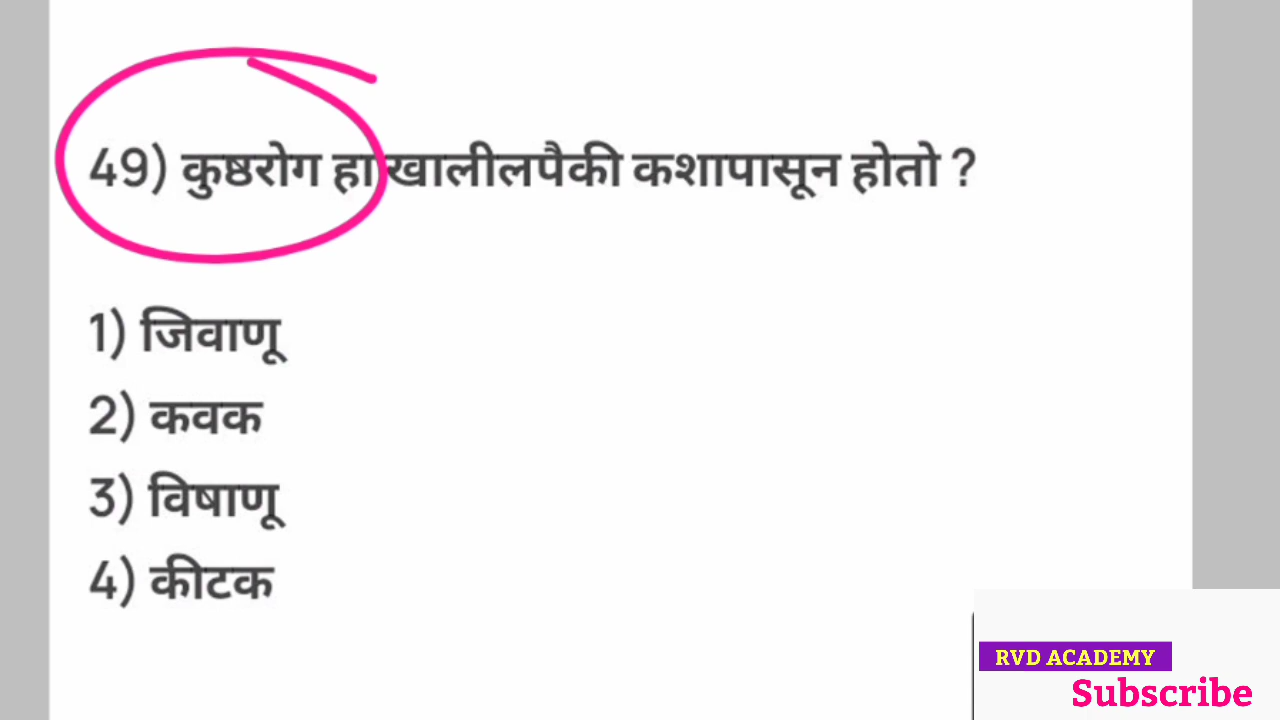 49) कुष्ठरोग हा खालीलपैकी कशापासून होतो ?
1) जिवाणू
2) कवक
3) विषाणू
4) कीटक
RVD ACADEMY
Subscribe